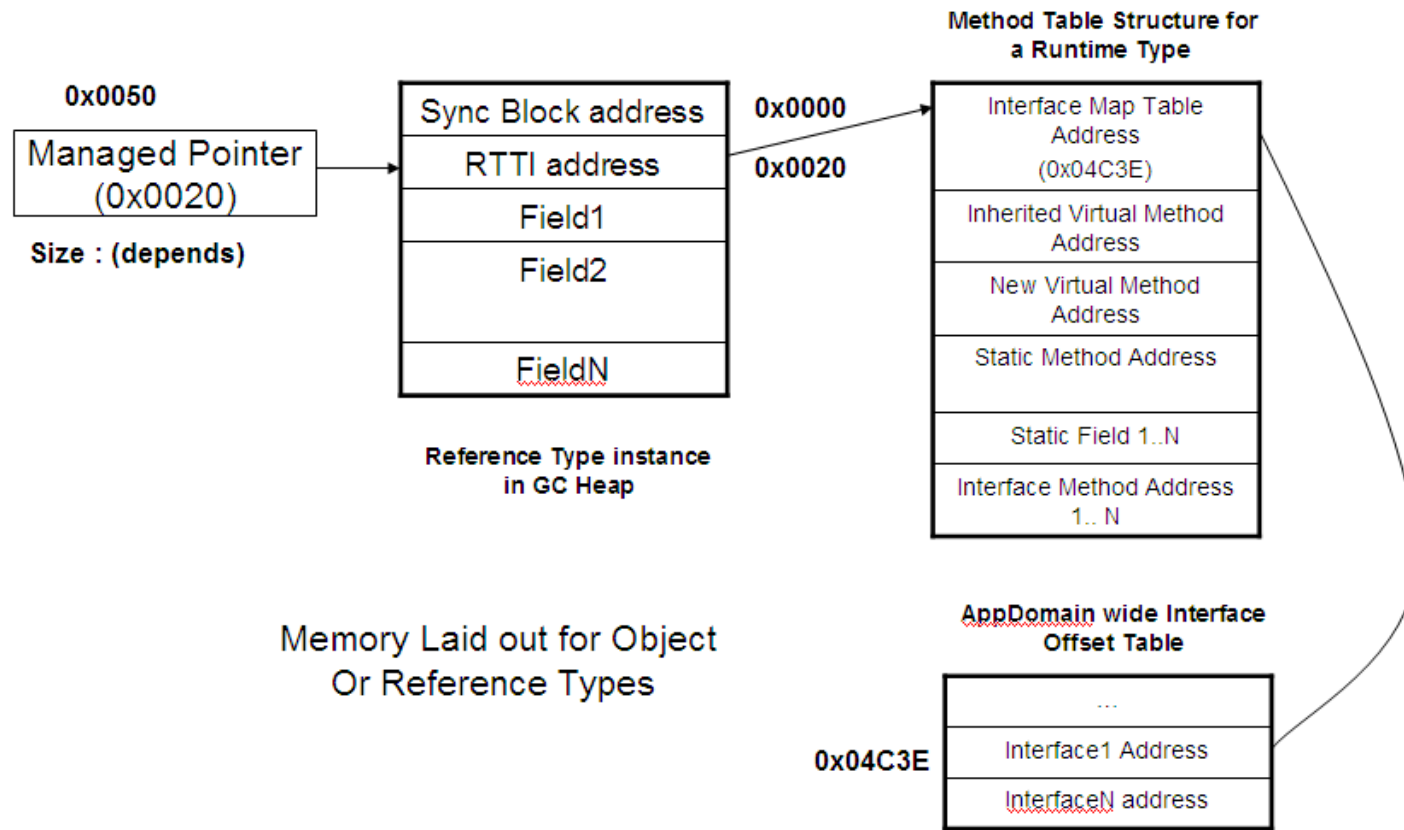 Method Table Structure for
a Runtime Type
0x0050
Managed Pointer
(0x0020)
Size : (depends)
Sync Block address
RTTI address
Field1
Field2
FieldN
0x0000
0x0020
Reference Type instance
in GC Heap
Interface Map Table
Address
(0x04C3E)
Inherited Virtual Method
Address
New Virtual Method
Address
Static Method Address
Static Field 1..N
Interface Method Address
1.. N
Memory Laid out for Object
Or Reference Types
AppDomain wide Interface
Offset Table
0x04C3E
...
Interface1 Address
InterfaceN address